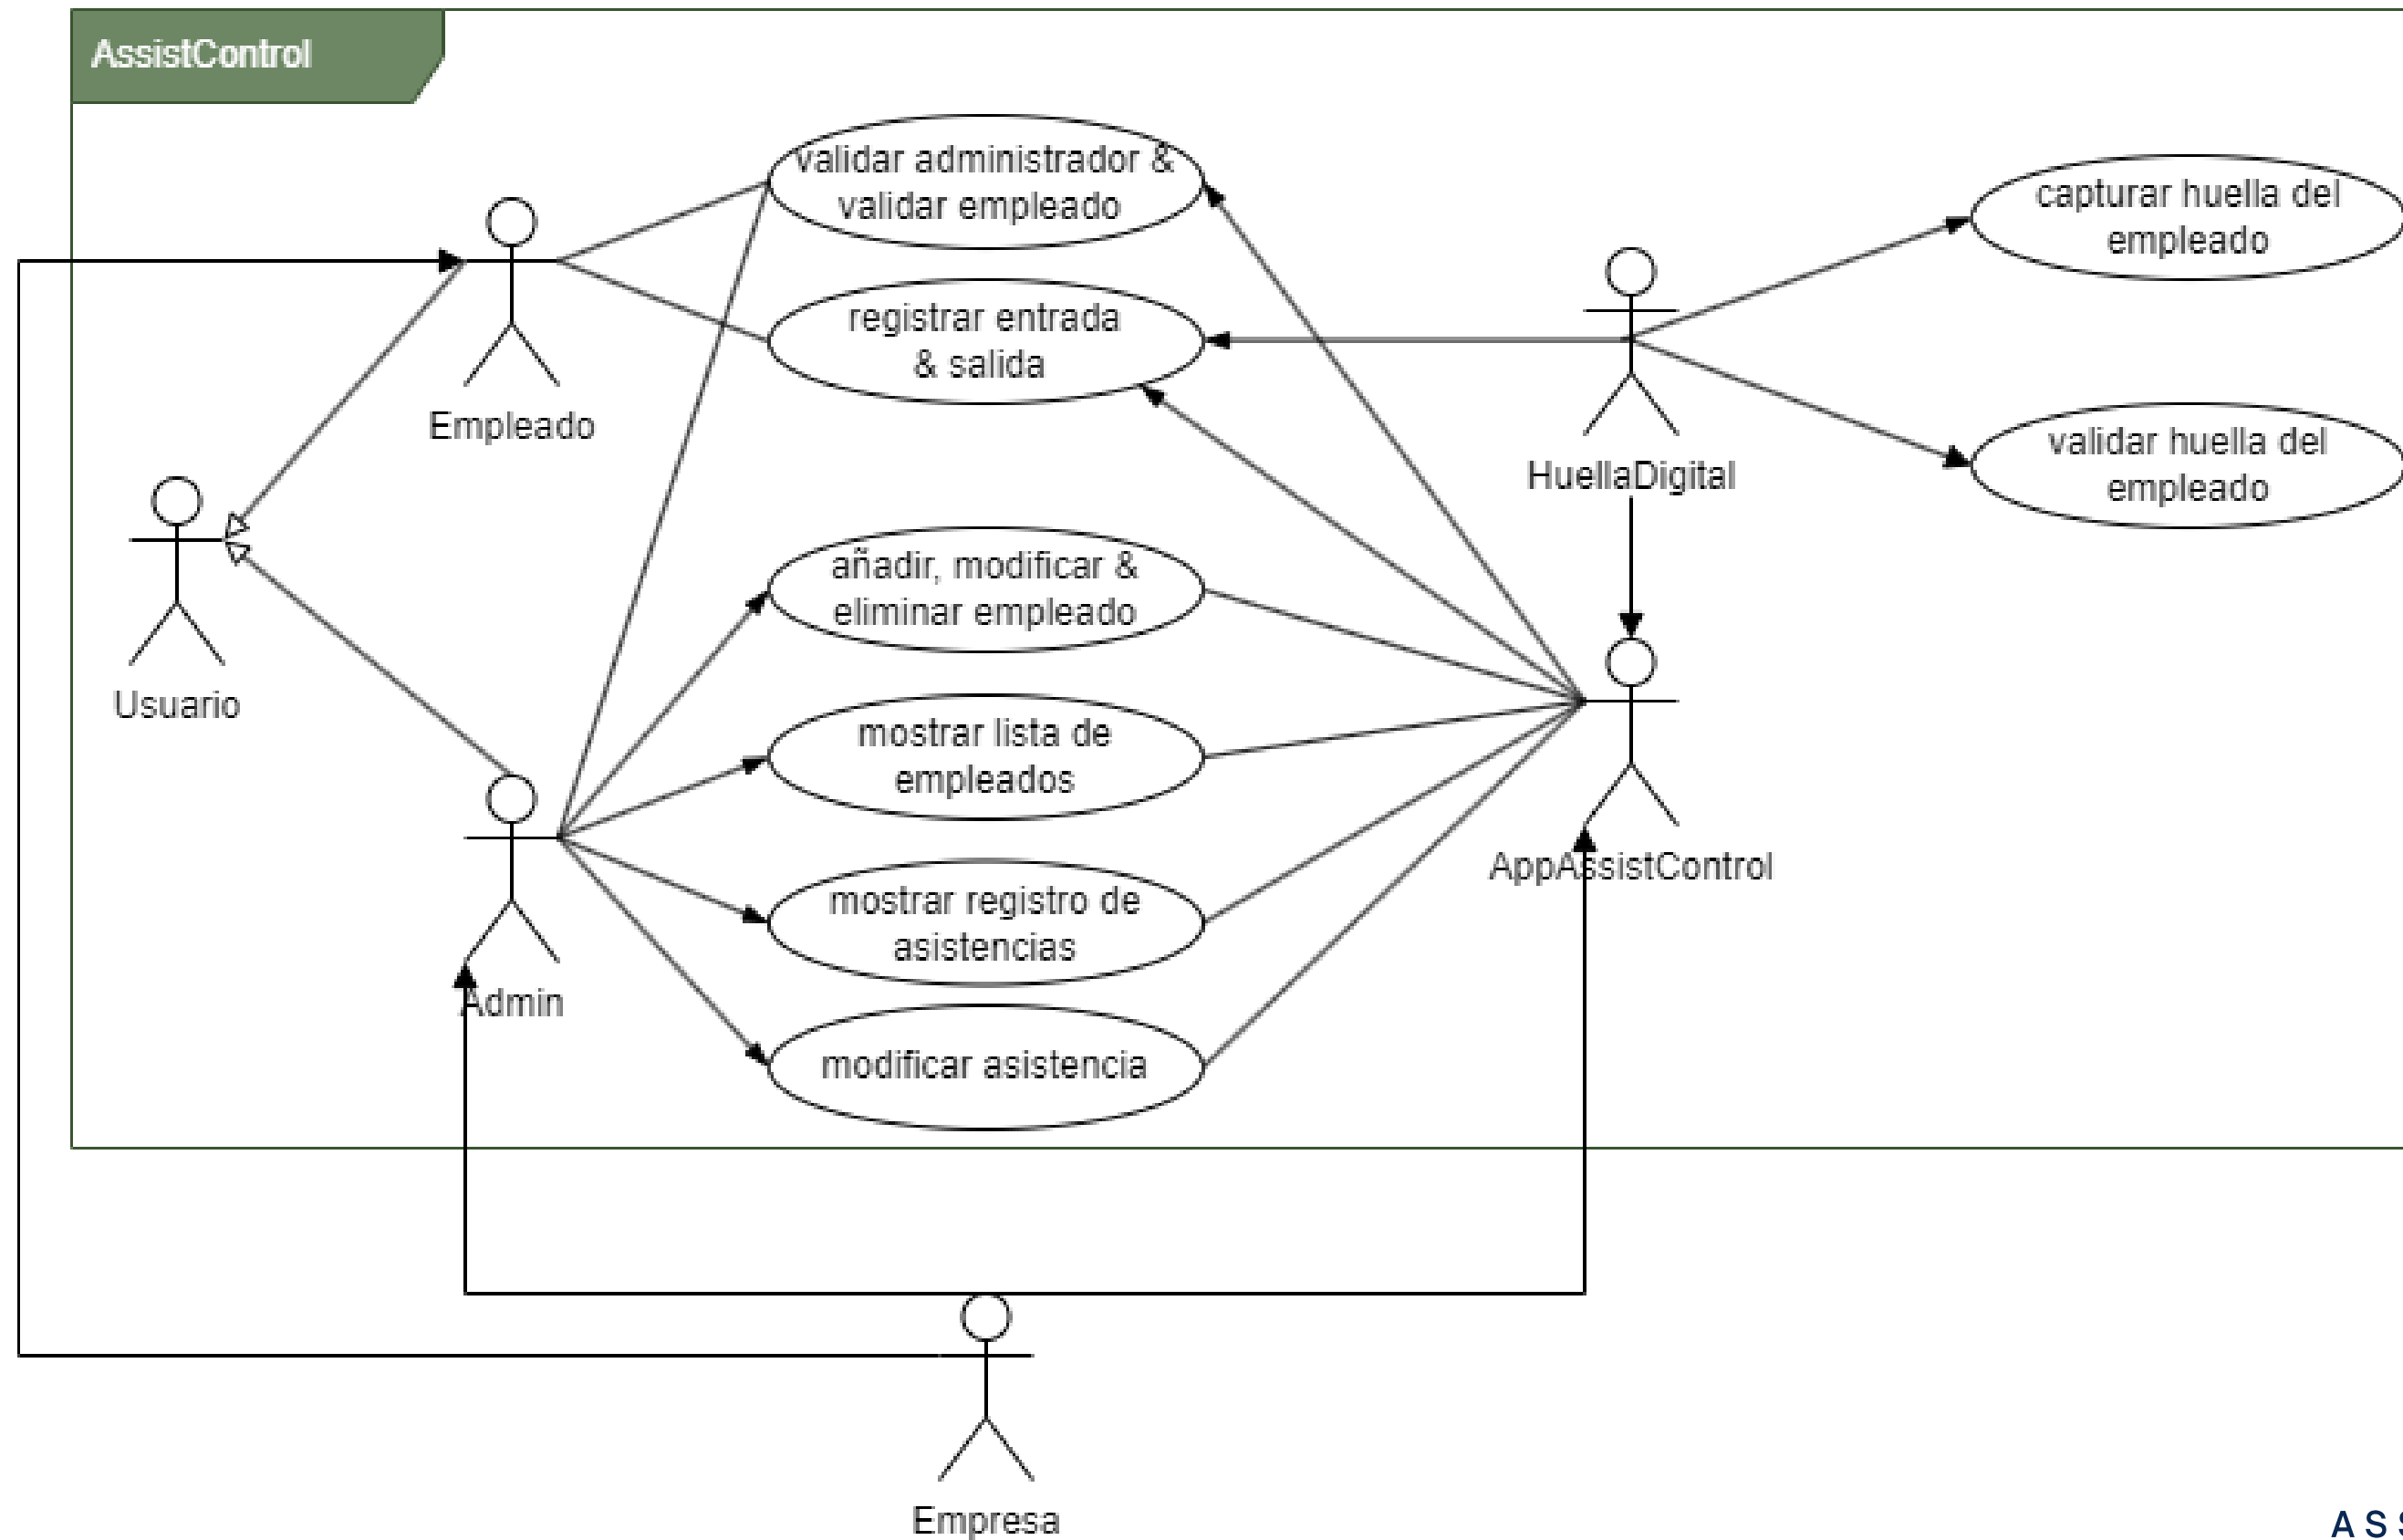 AssistControl
validar administrador &
validar empleado
capturar huella del
empleado
registrar entrada
& salida
Empleado
validar huella del
empleado
HuellaDigital
añadir, modificar &
eliminar empleado
Usuario
mostrar lista de
empleados
AppAssistControl
mostrar registro de
asistencias
Admin
modificar asistencia
Empresa